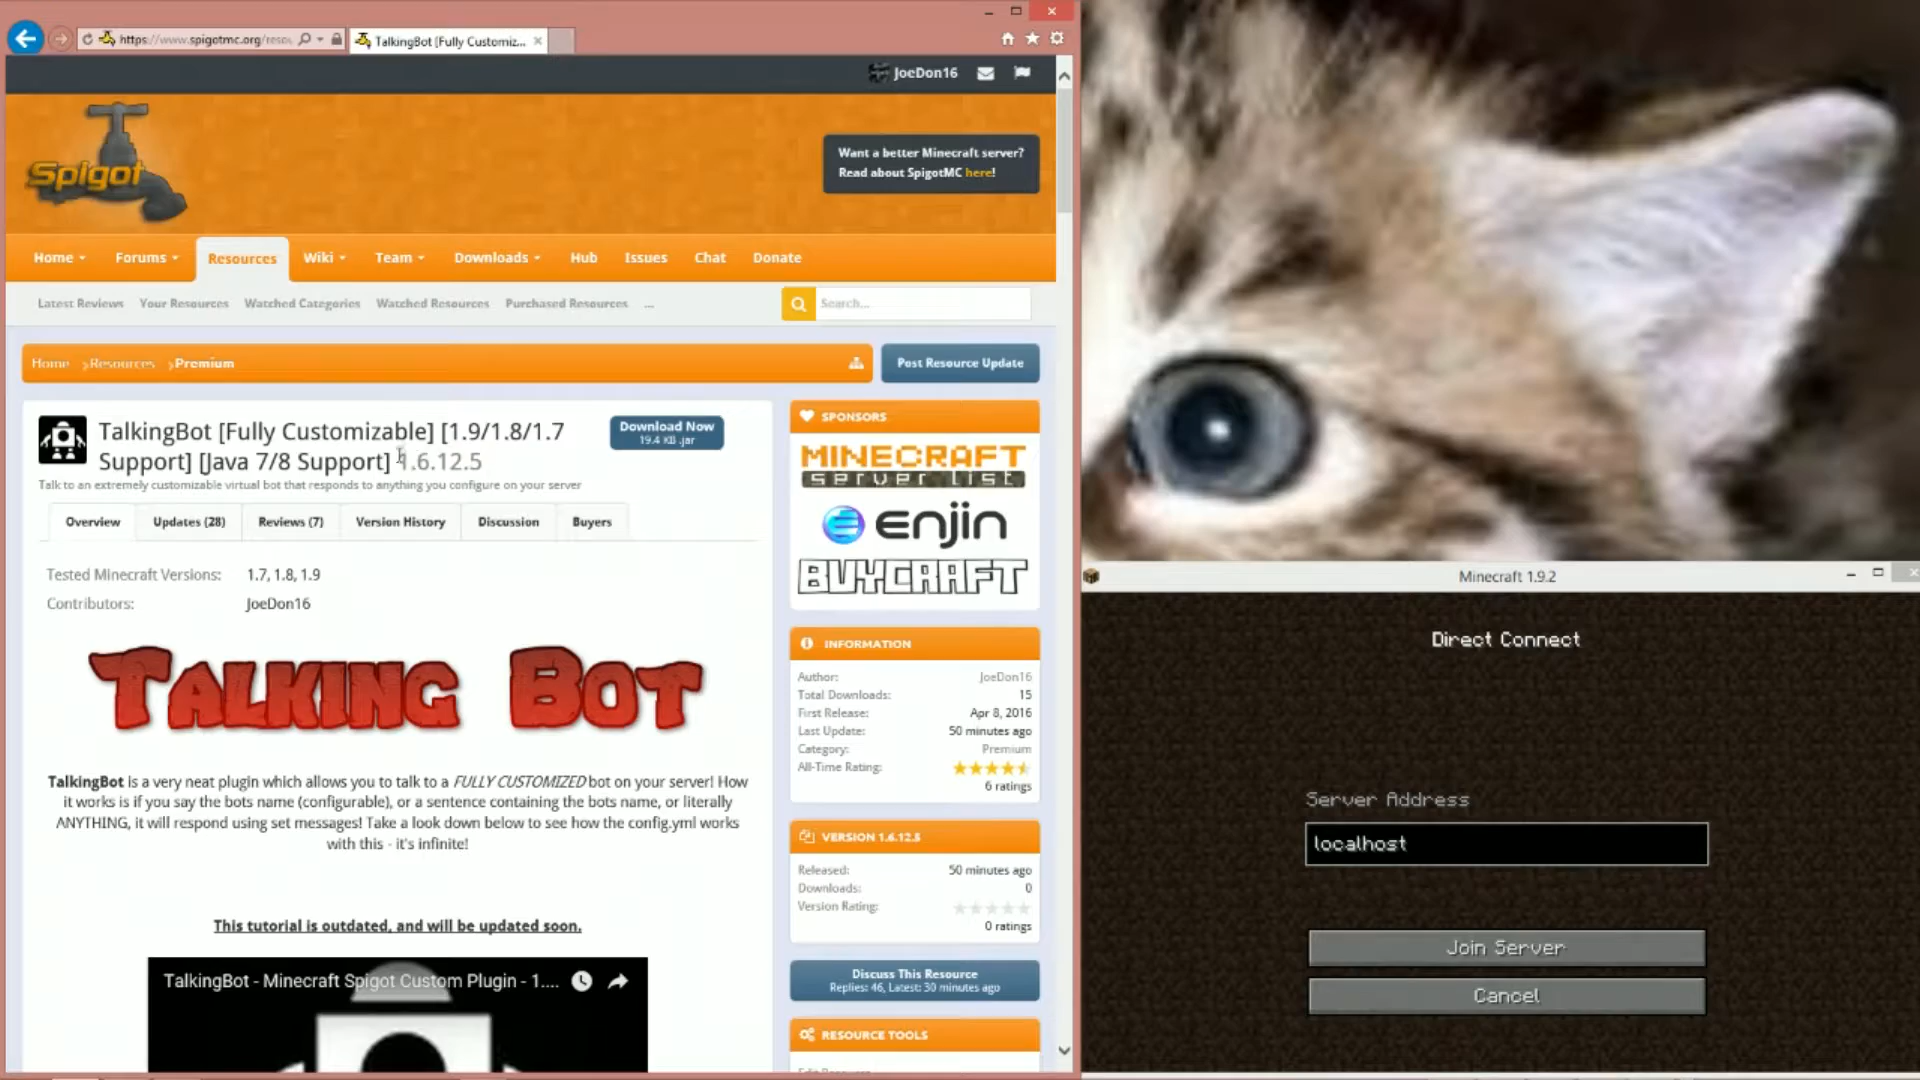 https://www.spigotmc.org/resou
TalkingBot [Fully Customiz...
JoeDon16
Spigot
Want a better Minecraft server?
Read about SpigotMC here!
Home Forums Resources Wiki Team Downloads Hub Issues Chat Donate
Latest Reviews Your Resources Watched Categories Watched Resources Purchased Resources ...
Search...
Home Resources Premium
Post Resource Update
TalkingBot [Fully Customizable] [1.9/1.8/1.7
Support] [Java 7/8 Support] 1.6.12.5
Download Now
19.4 KB .jar
Talk to an extremely customizable virtual bot that responds to anything you configure on your server
Overview Updates (28) Reviews (7) Version History Discussion Buyers
Tested Minecraft Versions: 1.7, 1.8, 1.9
Contributors: JoeDon16
TALKING BOT
TalkingBot is a very neat plugin which allows you to talk to a FULLY CUSTOMIZED bot on your server! How
it works is if you say the bots name (configurable), or a sentence containing the bots name, or literally
ANYTHING, it will respond using set messages! Take a look down below to see how the config.yml works
with this - it's infinite!
This tutorial is outdated, and will be updated soon.
TalkingBot - Minecraft Spigot Custom Plugin - 1....
SPONSORS
MINECRAFT
server list
enjin
BUYCRAFT
INFORMATION
Author: JoeDon16
Total Downloads: 15
First Release: Apr 8, 2016
Last Update: 50 minutes ago
Category: Premium
All-Time Rating:
6 ratings
VERSION 1.6.12.5
Released: 50 minutes ago
Downloads: 0
Version Rating:
0 ratings
Discuss This Resource
Replies: 46, Latest: 30 minutes ago
RESOURCE TOOLS
Minecraft 1.9.2
Direct Connect
Server Address
localhost
Join Server
Cancel